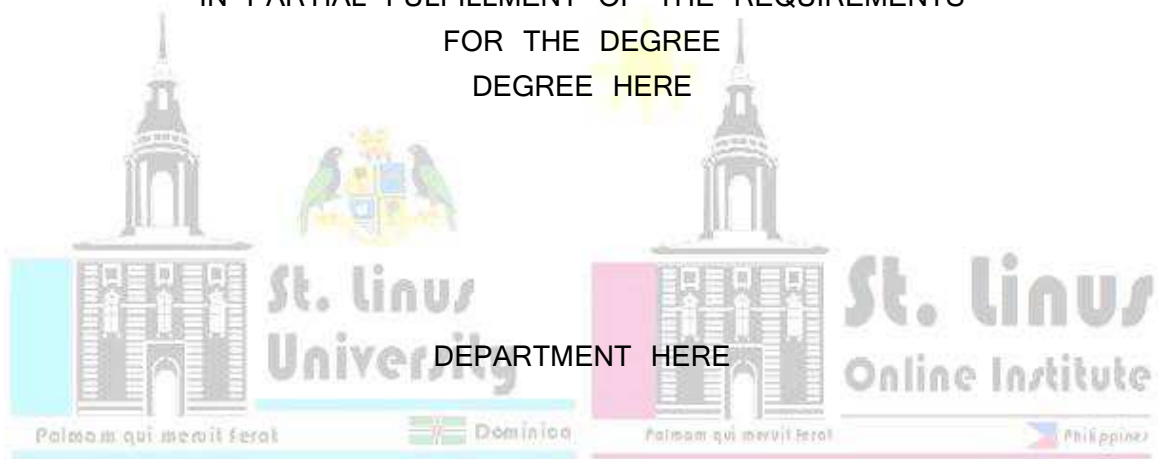 IN PARTIAL FULFILLMENT OF THE REQUIREMENTS
FOR THE DEGREE
DEGREE HERE
St. Linus
University
St. Linus
Online Institute
DEPARTMENT HERE
Palmam qui meruit ferat
Dominica
Palmam qui meruit ferat
Philippines